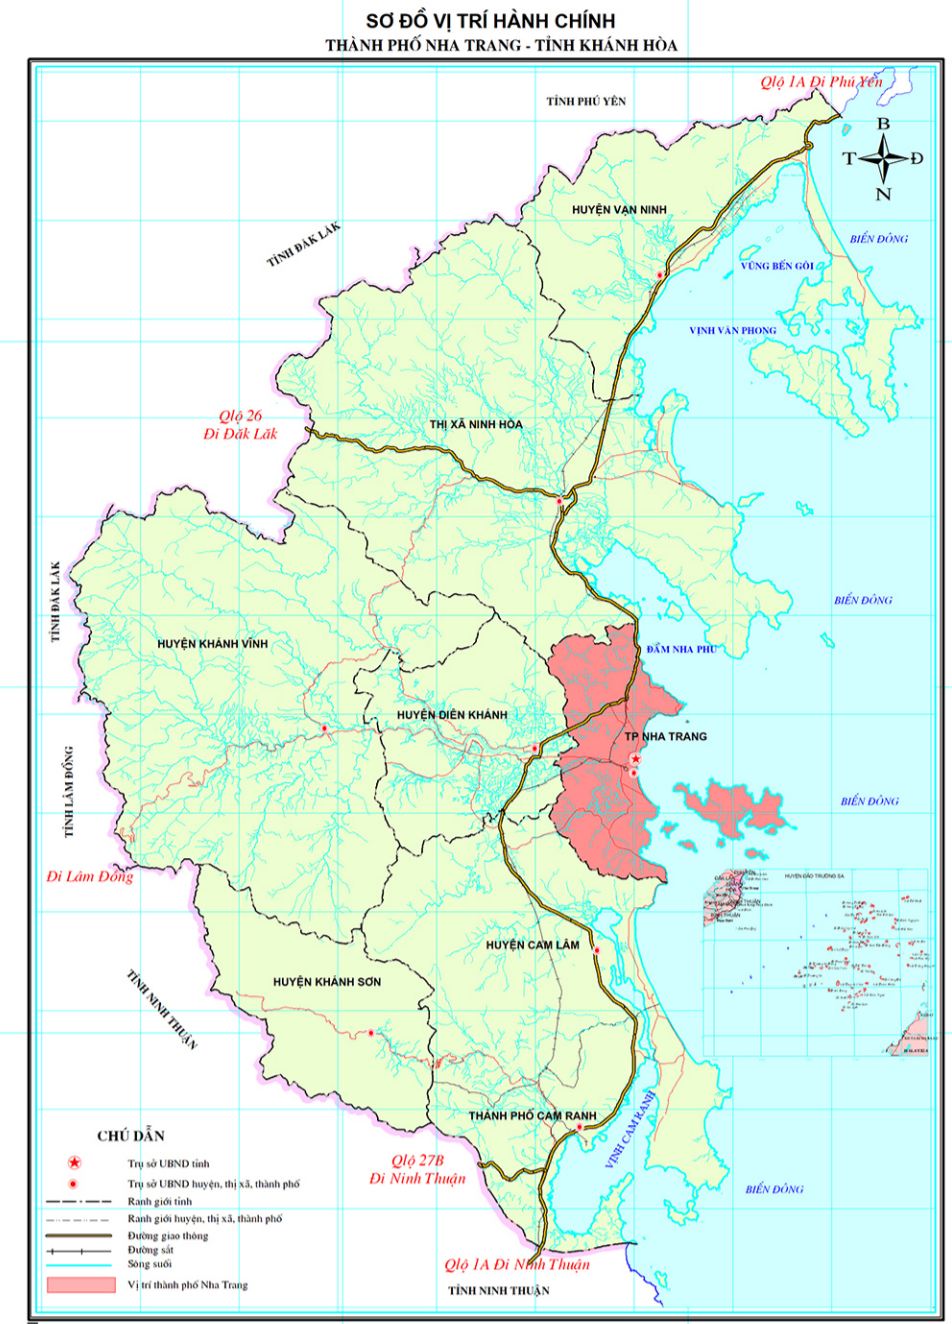 SƠ ĐỒ VỊ TRÍ HÀNH CHÍNH
THÀNH PHỐ NHA TRANG - TỈNH KHÁNH HÒA
Qlộ 1A Đi Phú Yên
TỈNH PHÚ YÊN
B
T
Đ
N
HUYỆN VẠN NINH
TỈNH ĐĂK LĂK
BIỂN ĐÔNG
VŨNG BẾN GỎI
VỊNH VÂN PHONG
Qlộ 26
Đi Đăk Lăk
THỊ XÃ NINH HÒA
TỈNH ĐĂK LĂK
BIỂN ĐÔNG
HUYỆN KHÁNH VĨNH
ĐẦM NHA PHU
HUYỆN DIÊN KHÁNH
TP NHA TRANG
TỈNH LÂM ĐỒNG
BIỂN ĐÔNG
Đi Lâm Đồng
HUYỆN ĐẢO TRƯỜNG SA
HUYỆN CAM LÂM
HUYỆN KHÁNH SƠN
TỈNH NINH THUẬN
MALAYSIA
THÀNH PHỐ CAM RANH
VỊNH CAM RANH
Qlộ 27B
Đi Ninh Thuận
BIỂN ĐÔNG
CHÚ DẪN
Trụ sở UBND tỉnh
Trụ sở UBND huyện, thị xã, thành phố
Ranh giới tỉnh
Ranh giới huyện, thị xã, thành phố
Đường giao thông
Đường sắt
Sông suối
Vị trí thành phố Nha Trang
Qlộ 1A Đi Ninh Thuận
TỈNH NINH THUẬN